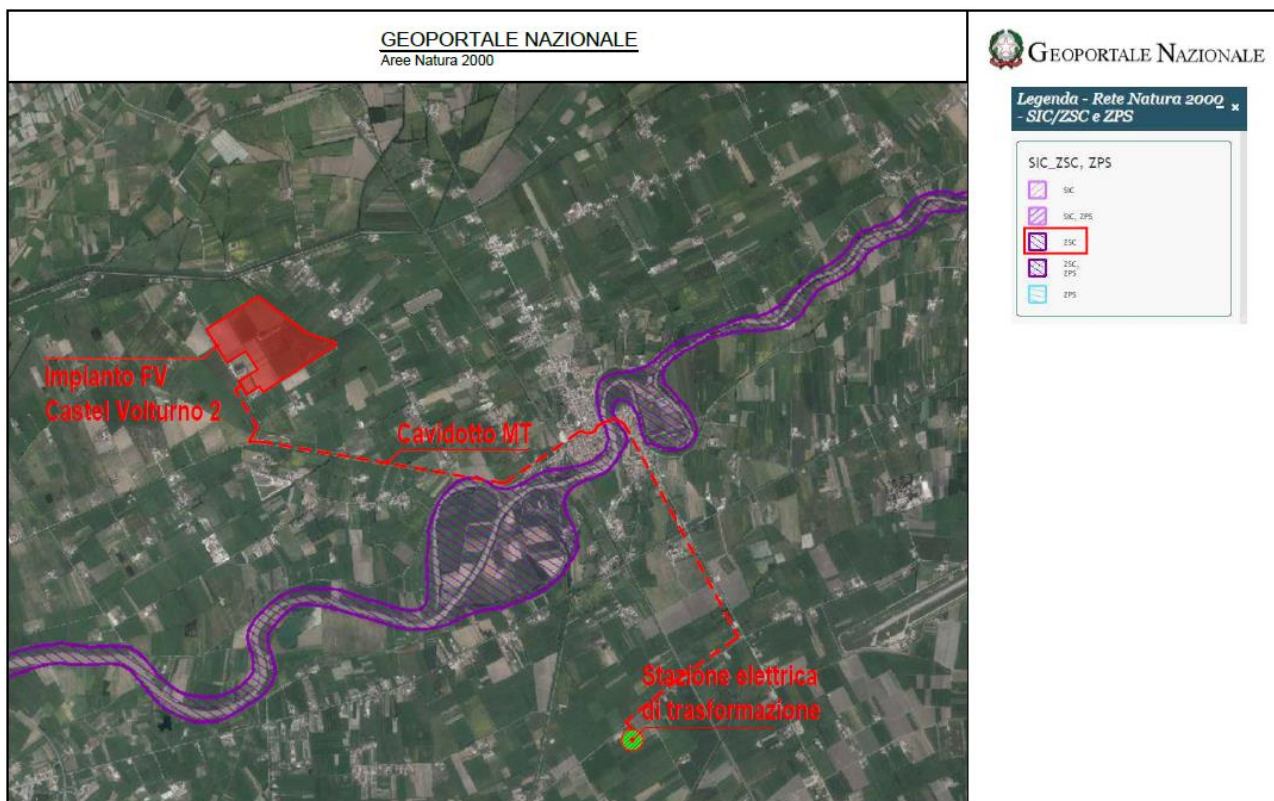 GEOPORTALE NAZIONALE
Aree Natura 2000
Impianto FV
Castel Volturno 2
Cavidotto MT
Stazione elettrica
di trasformazione
GEOPORTALE NAZIONALE
Legenda - Rete Natura 2000
- SIC/ZSC e ZPS
SIC_ZSC, ZPS
SIC
SIC, ZPS
ZSC
ZSC,
ZPS
ZPS